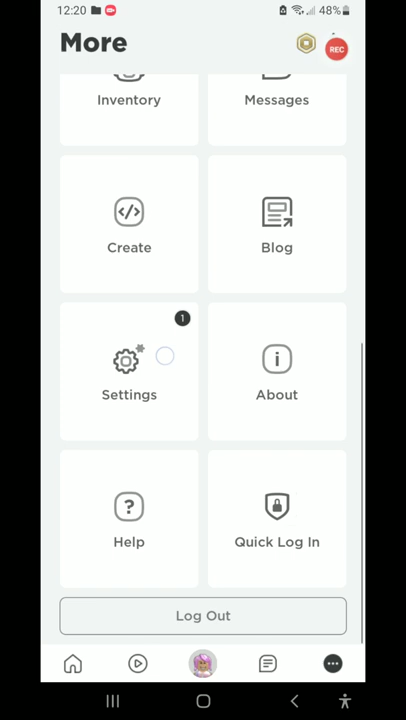 12:20 48%
More
REC
Inventory Messages
Create Blog
1
Settings About
Help Quick Log In
Log Out